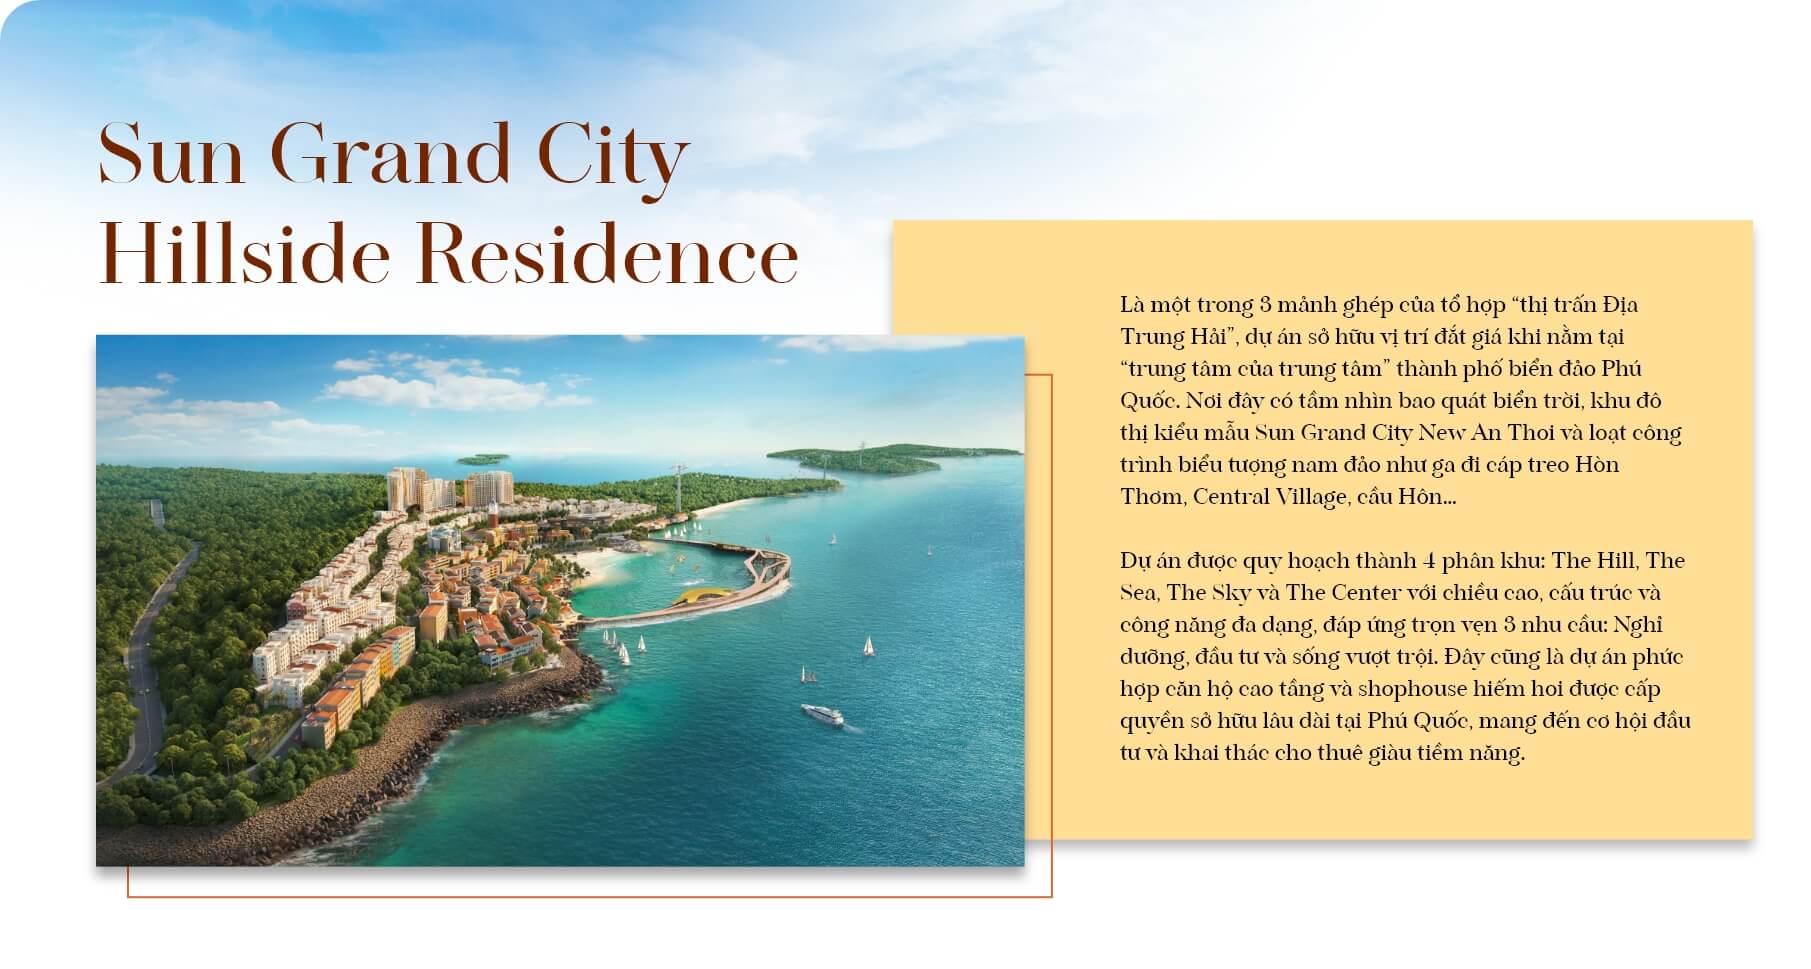 Sun Grand City
Hillside Residence
Là một trong 3 mảnh ghép của tổ hợp “thị trấn Địa
Trung Hải”, dự án sở hữu vị trí đắt giá khi nằm tại
“trung tâm của trung tâm” thành phố biển đảo Phú
Quốc. Nơi đây có tầm nhìn bao quát biển trời, khu đô
thị kiểu mẫu Sun Grand City New An Thoi và loạt công
trình biểu tượng nam đảo như ga đi cáp treo Hòn
Thơm, Central Village, cầu Hôn...
Dự án được quy hoạch thành 4 phân khu: The Hill, The
Sea, The Sky và The Center với chiều cao, cấu trúc và
công năng đa dạng, đáp ứng trọn vẹn 3 nhu cầu: Nghỉ
dưỡng, đầu tư và sống vượt trội. Đây cũng là dự án phức
hợp căn hộ cao tầng và shophouse hiếm hoi được cấp
quyền sở hữu lâu dài tại Phú Quốc, mang đến cơ hội đầu
tư và khai thác cho thuê giàu tiềm năng.